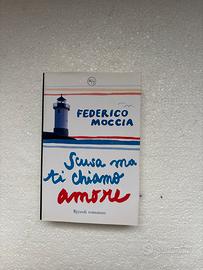 FEDERICO
MOCCIA
Scusa ma
ti chiamo
amore
Rizzoli romanzo